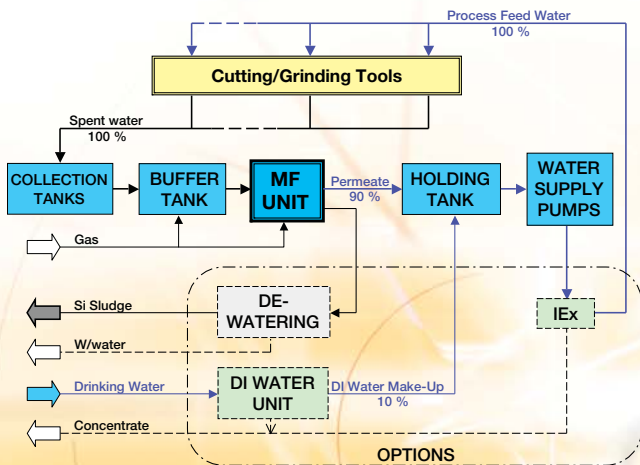 Process Feed Water
100 %
Cutting/Grinding Tools
Spent water
100 %
COLLECTION
TANKS
BUFFER
TANK
MF
UNIT
Permeate
90 %
HOLDING
TANK
WATER
SUPPLY
PUMPS
Gas
Si Sludge
DE-
WATERING
IEx
W/water
Drinking Water
DI WATER
UNIT
DI Water Make-Up
10 %
Concentrate
OPTIONS